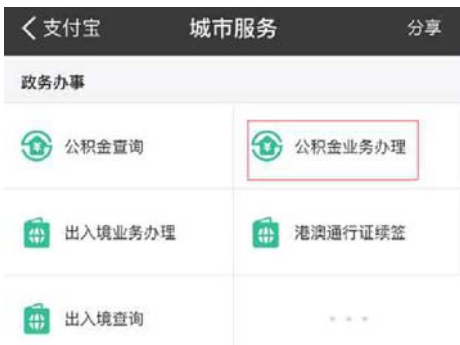 支付宝 城市服务 分享
政务办事
公积金查询 公积金业务办理
出入境业务办理 港澳通行证续签
出入境查询